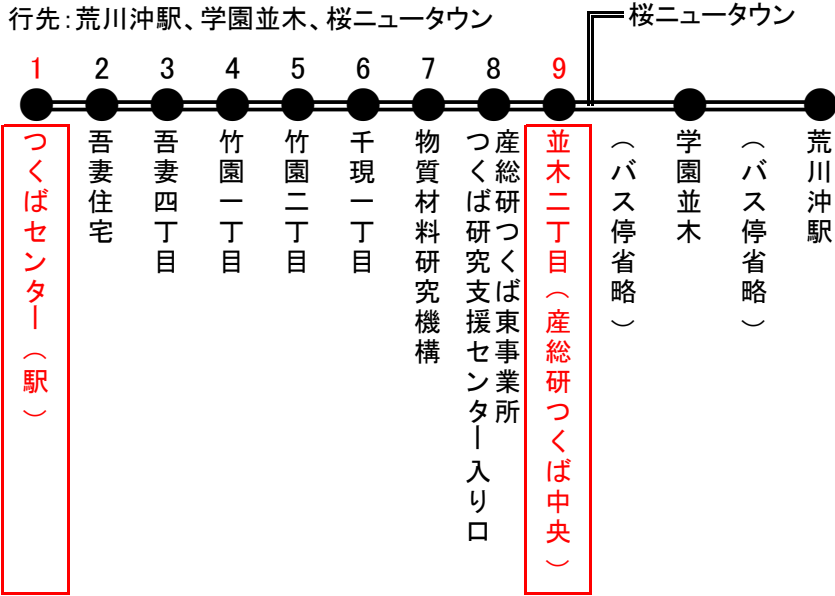 行先:荒川沖駅、学園並木、桜ニュータウン
桜ニュータウン
1 2 3 4 5 6 7 8 9
つくばセンター(駅)
吾妻住宅
吾妻四丁目
竹園一丁目
竹園二丁目
千現一丁目
物質材料研究機構
産総研つくば東事業所
つくば研究支援センター入り口
並木二丁目(産総研つくば中央)
(バス停省略)
学園並木
(バス停省略)
荒川沖駅